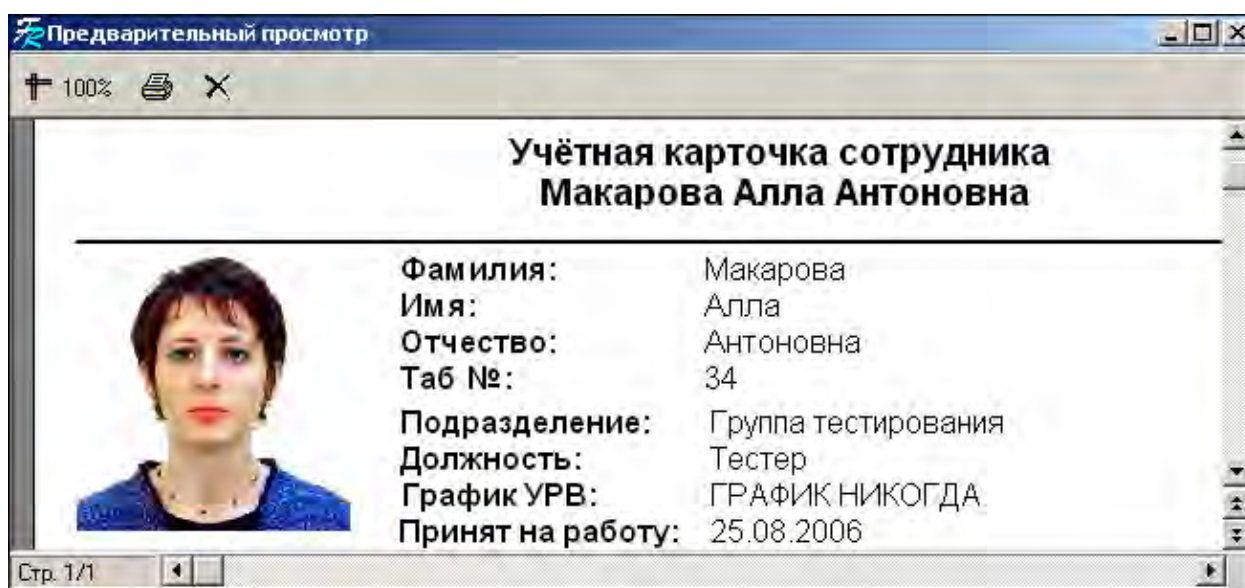 Предварительный просмотр
100%
Учётная карточка сотрудника
Макарова Алла Антоновна
Фамилия: Макарова
Имя: Алла
Отчество: Антоновна
Таб №: 34
Подразделение: Группа тестирования
Должность: Тестер
График УРВ: ГРАФИК НИКОГДА
Принят на работу: 25.08.2006
Стр. 1/1